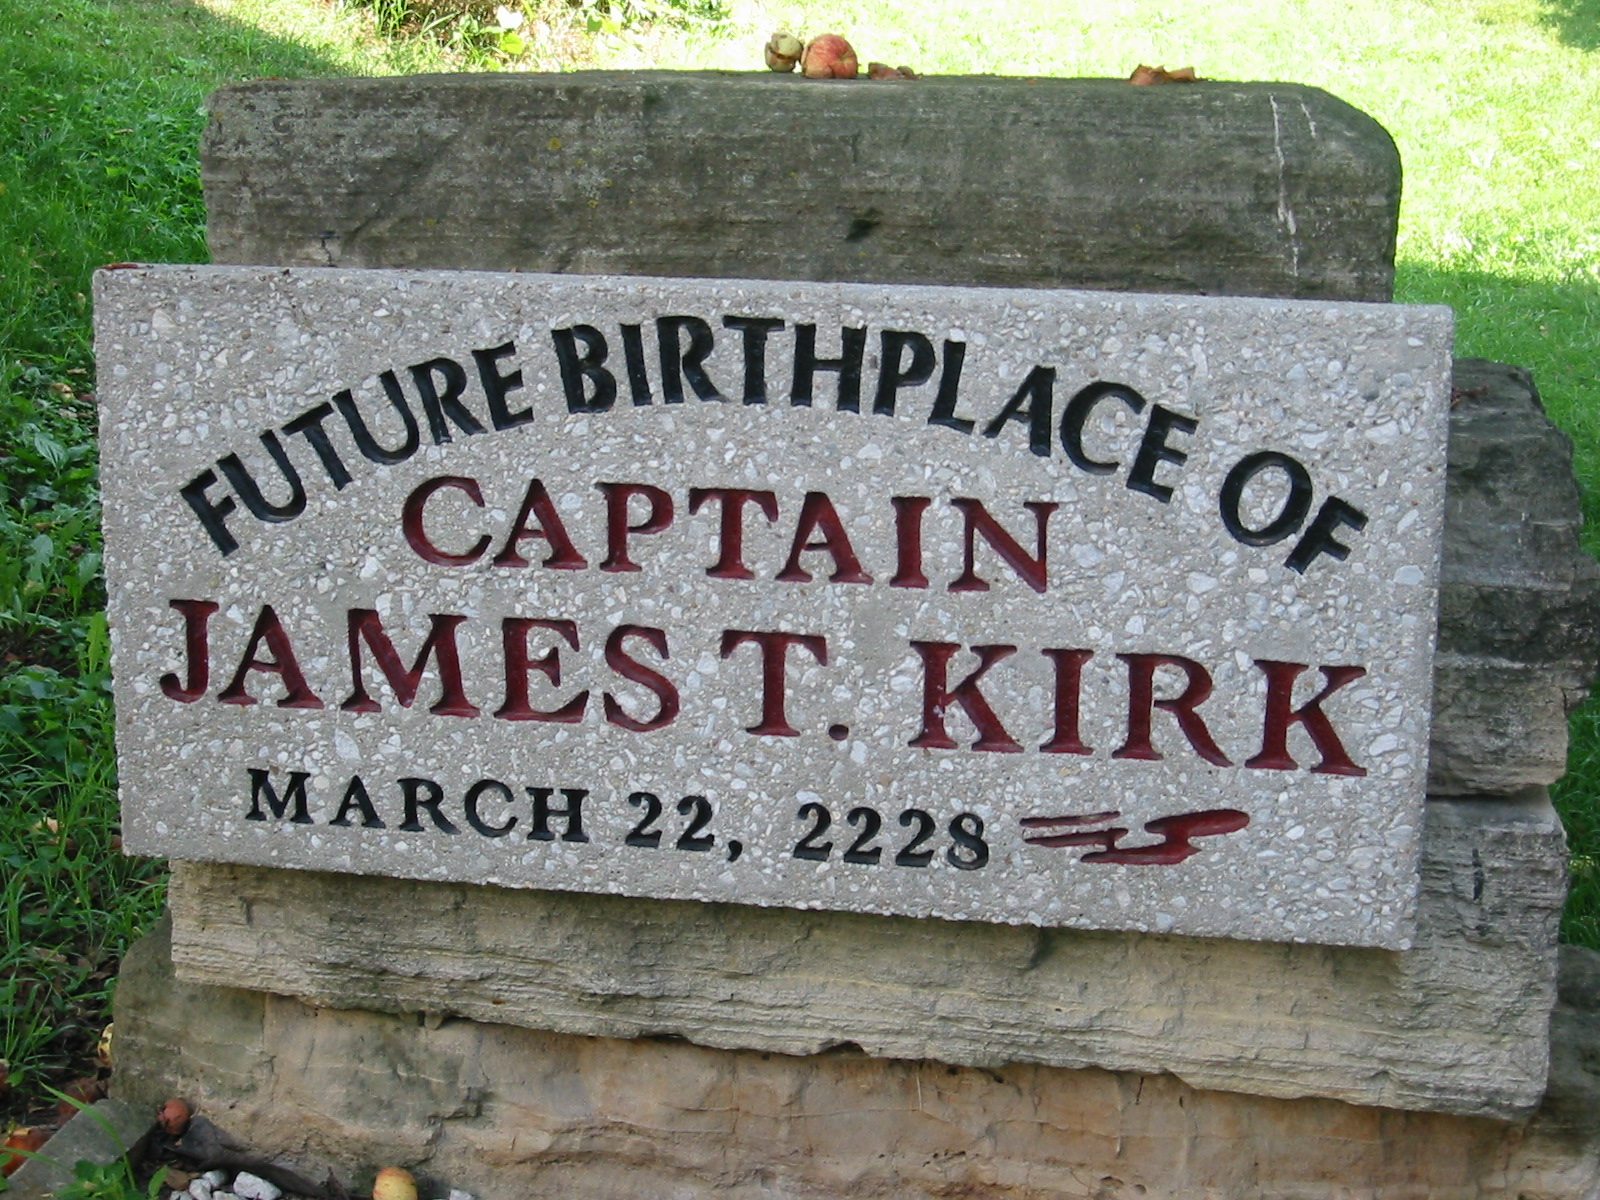 FUTURE BIRTHPLACE OF
CAPTAIN
JAMES T. KIRK
MARCH 22, 2228